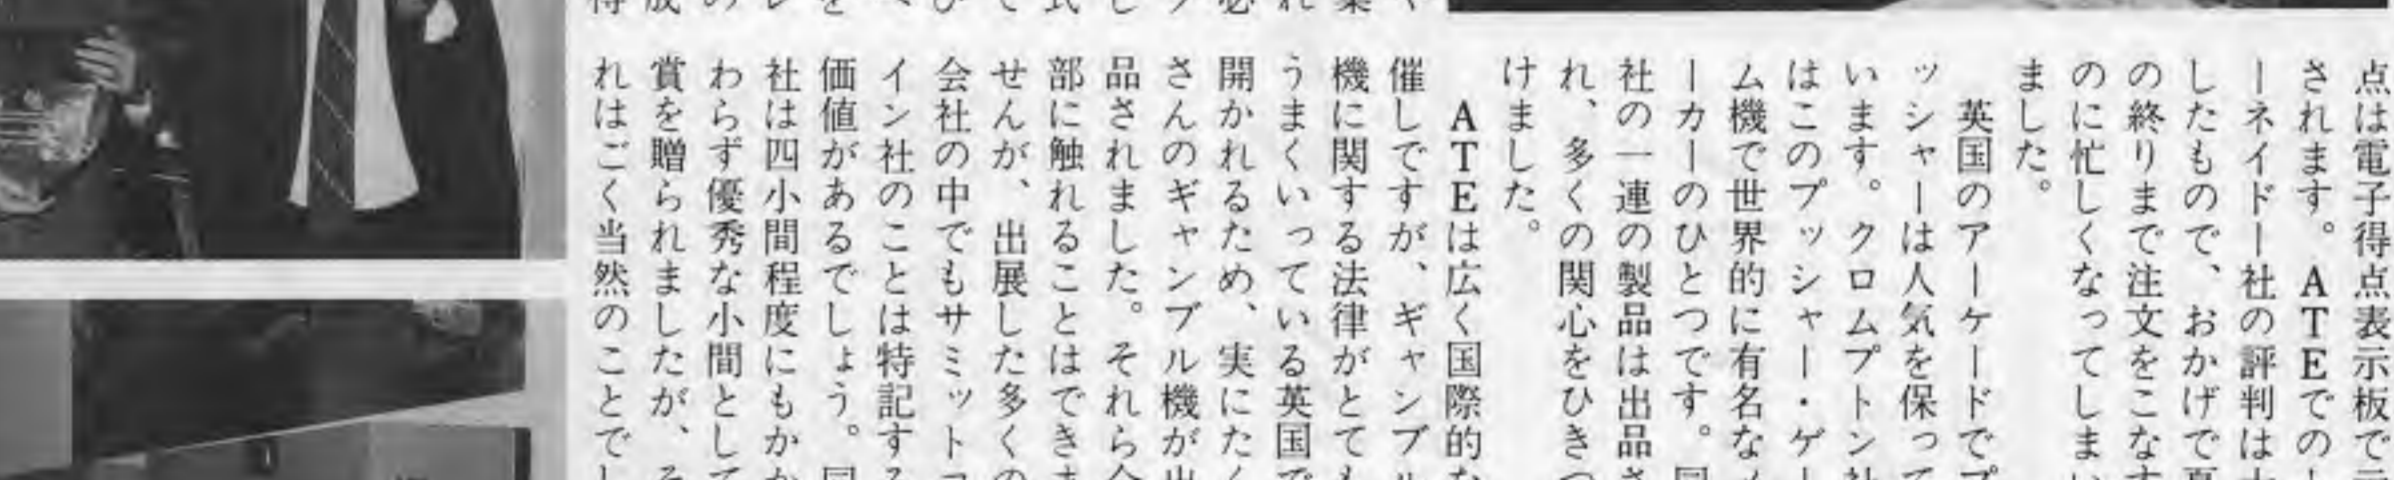 点は電子得点表示板で
されます。ATEでの
ーネイドー社の評判は
したもので、おかげで
の終りまで注文をこなす
のに忙しくなってしまい
ました。
英国のアーケードでプ
ッシャーは人気を保って
います。クロムプトン社
はこのプッシャー・ゲー
ム機で世界的に有名なメ
ーカーのひとつです。同
社の一連の製品は出品さ
れ、多くの関心をひきつ
けました。
ATEは広く国際的な
催しですが、ギャンブル
機に関する法律がとても
うまくいっている英国で
開かれるため、実にたく
さんのギャンブル機が出
品されました。それら全
部に触れることはできま
せんが、出展した多くの
会社の中でもサミットコ
イン社のことは特記する
価値があるでしょう。同
社は四小間程度にもかか
わらず優秀な小間として
賞を贈られましたが、そ
れはごく当然のことでし